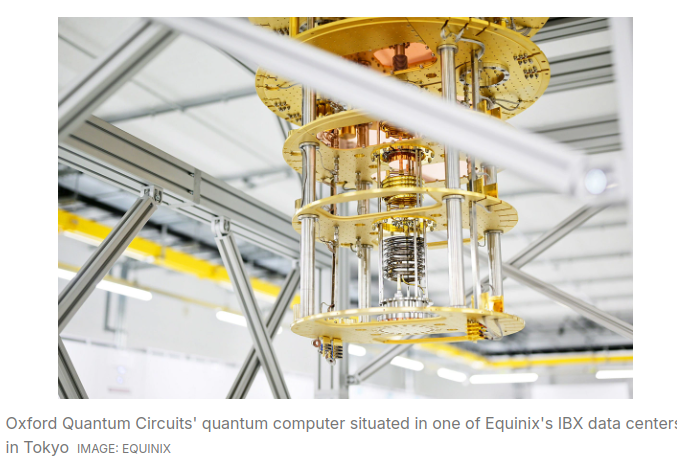 Oxford Quantum Circuits' quantum computer situated in one of Equinix's IBX data centers
in Tokyo IMAGE: EQUINIX